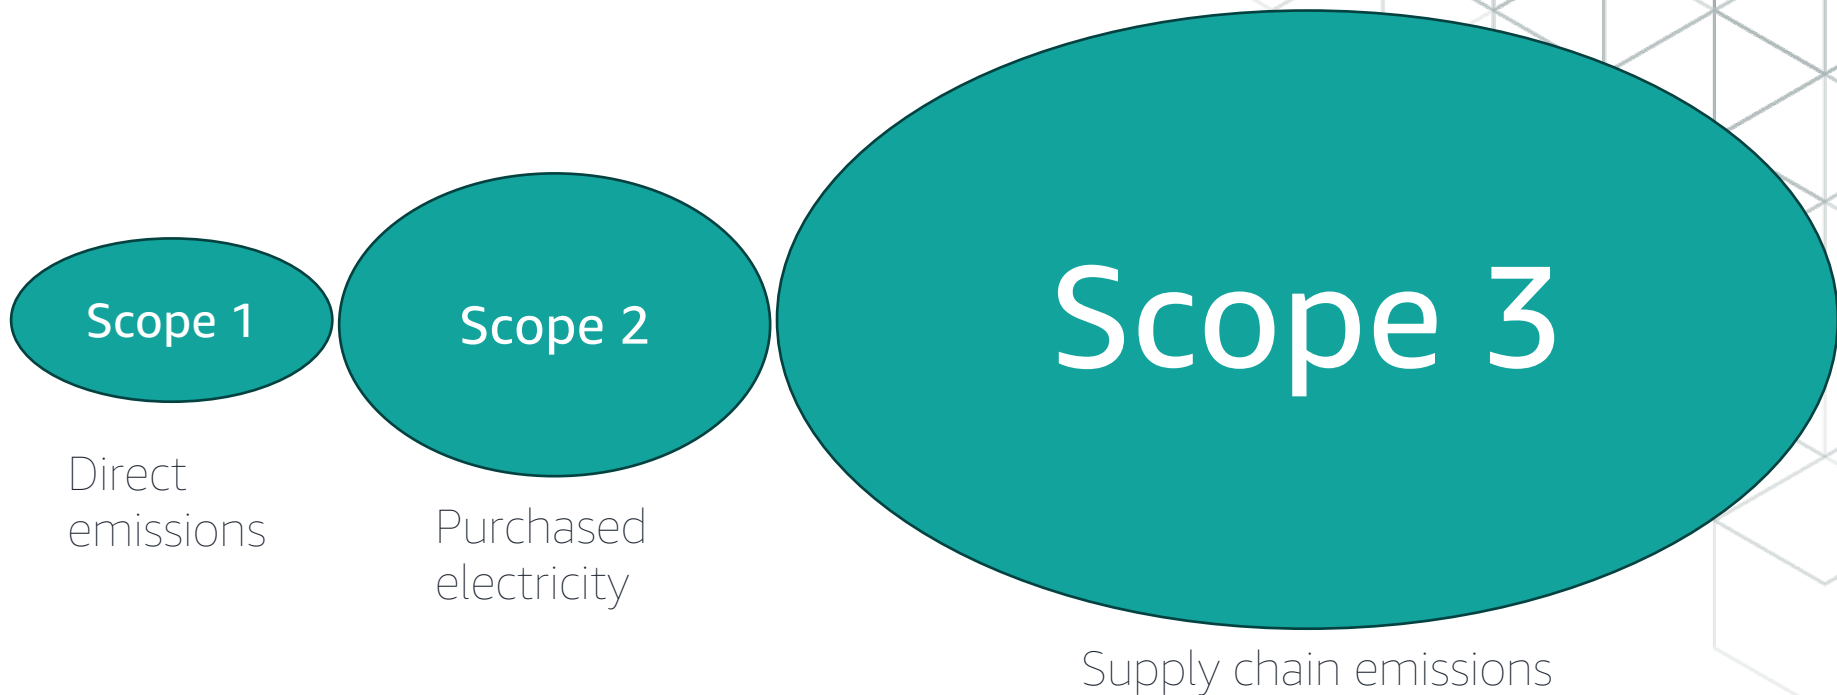 Scope 1
Direct
emissions
Scope 2
Purchased
electricity
Scope 3
Supply chain emissions